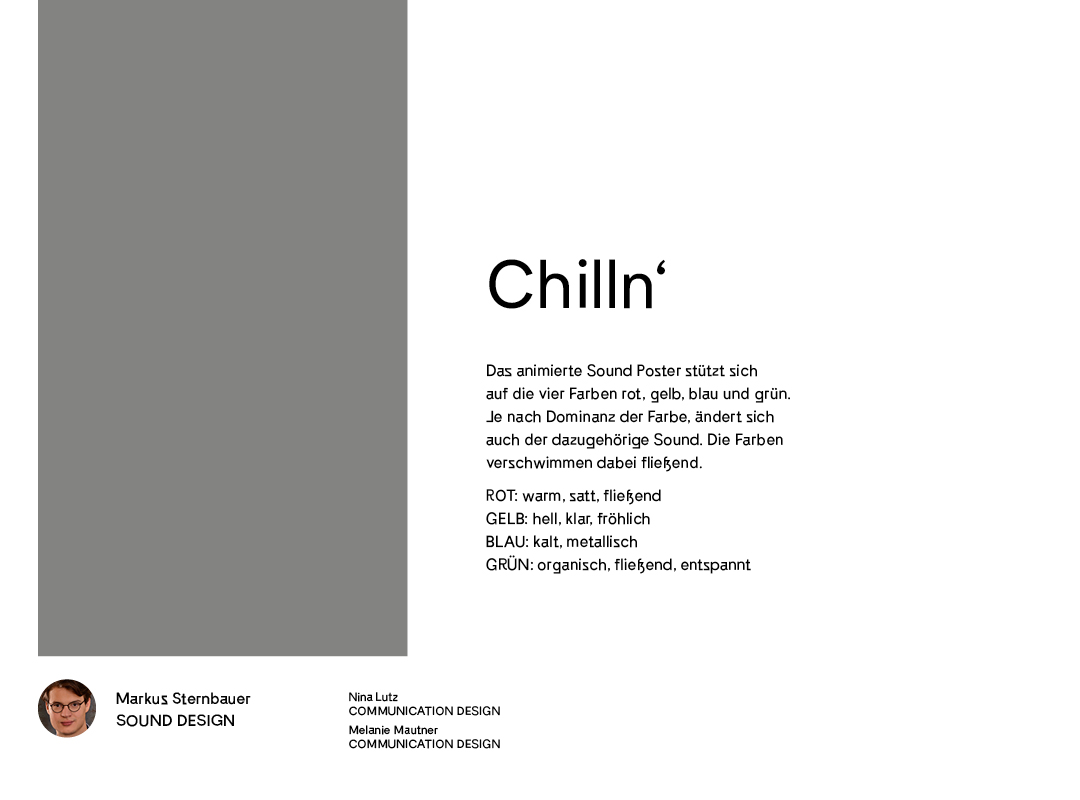 Chilln‘
Das animierte Sound Poster stützt sich
auf die vier Farben rot, gelb, blau und grün.
Je nach Dominanz der Farbe, ändert sich
auch der dazugehörige Sound. Die Farben
verschwimmen dabei fließend.
ROT: warm, satt, fließend
GELB: hell, klar, fröhlich
BLAU: kalt, metallisch
GRÜN: organisch, fließend, entspannt
Markus Sternbauer
SOUND DESIGN
Nina Lutz
COMMUNICATION DESIGN
Melanie Mautner
COMMUNICATION DESIGN